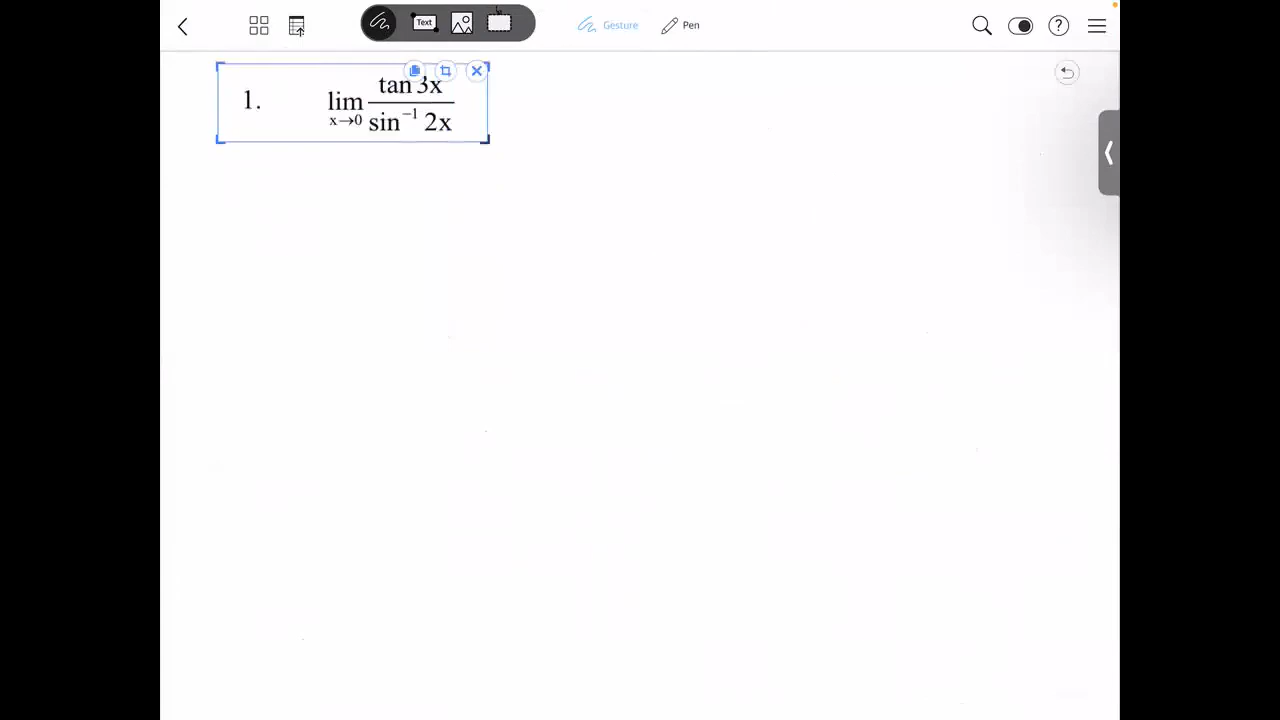 Text
Gesture
Pen
1. lim x→0 tan 3x / sin⁻¹ 2x